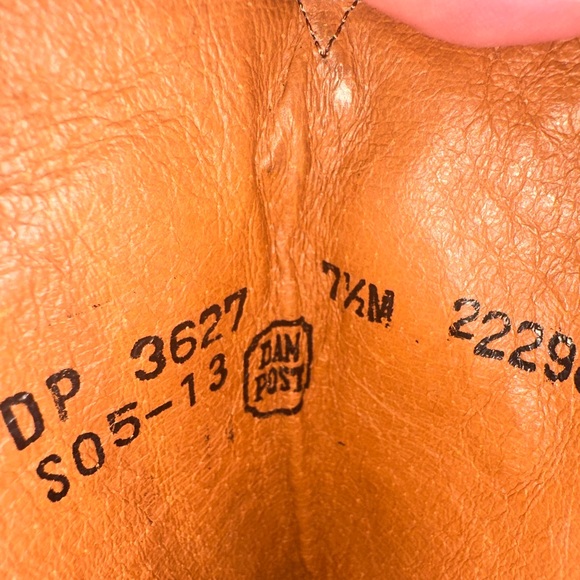 DP 3627
S05-13
DAN
POST
7½M
2229